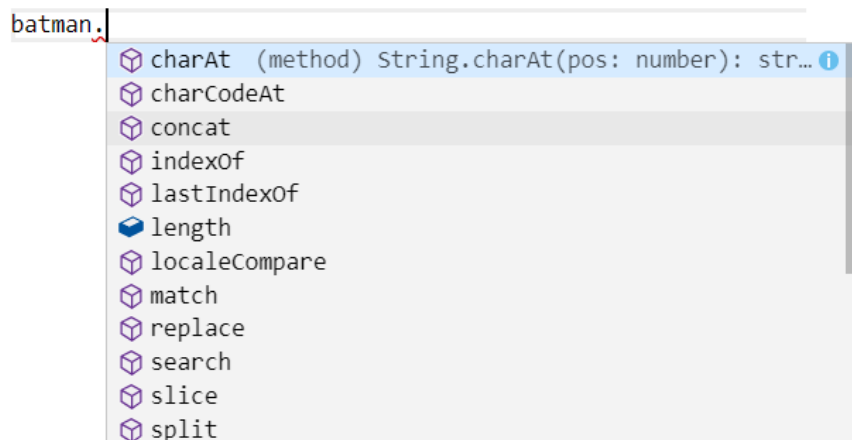 batman.
charAt (method) String.charAt(pos: number): str…
charCodeAt
concat
indexOf
lastIndexOf
length
localeCompare
match
replace
search
slice
split